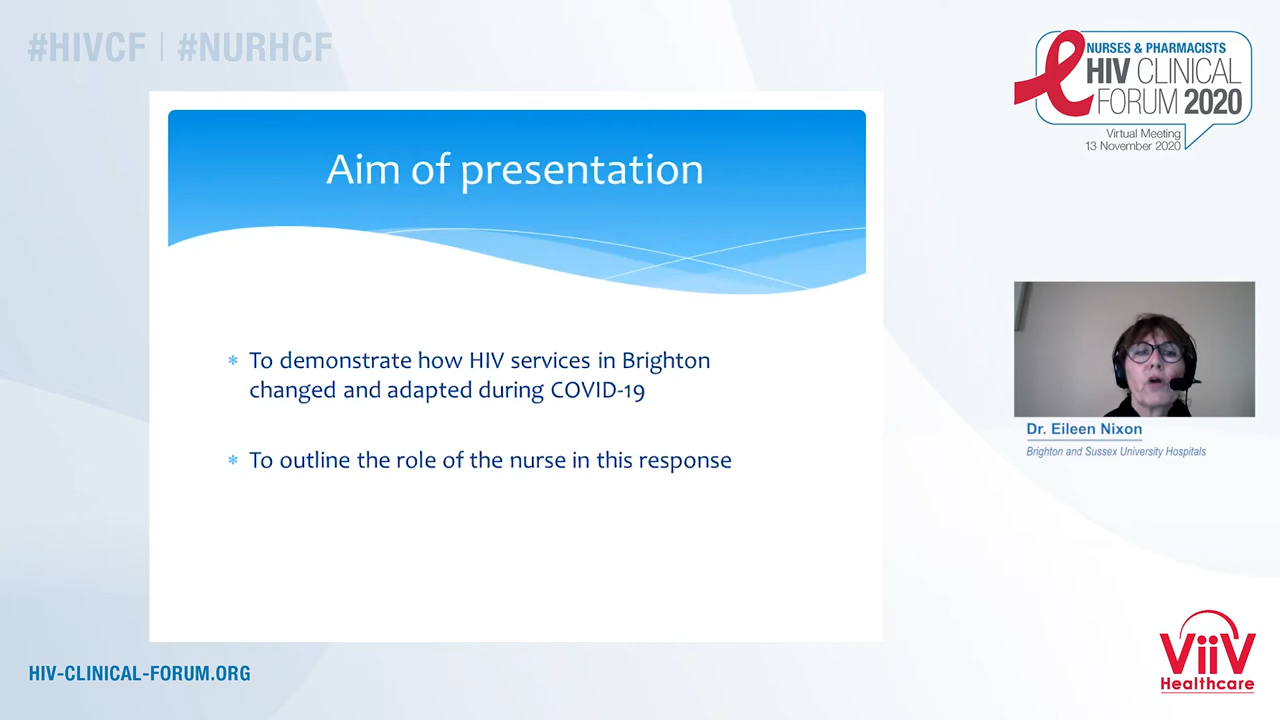 #HIVCF | #NURHCF
NURSES & PHARMACISTS
HIV CLINICAL
FORUM 2020
Virtual Meeting
13 November 2020
Aim of presentation
* To demonstrate how HIV services in Brighton
changed and adapted during COVID-19
* To outline the role of the nurse in this response
Dr. Eileen Nixon
Brighton and Sussex University Hospitals
HIV-CLINICAL-FORUM.ORG
ViiV
Healthcare